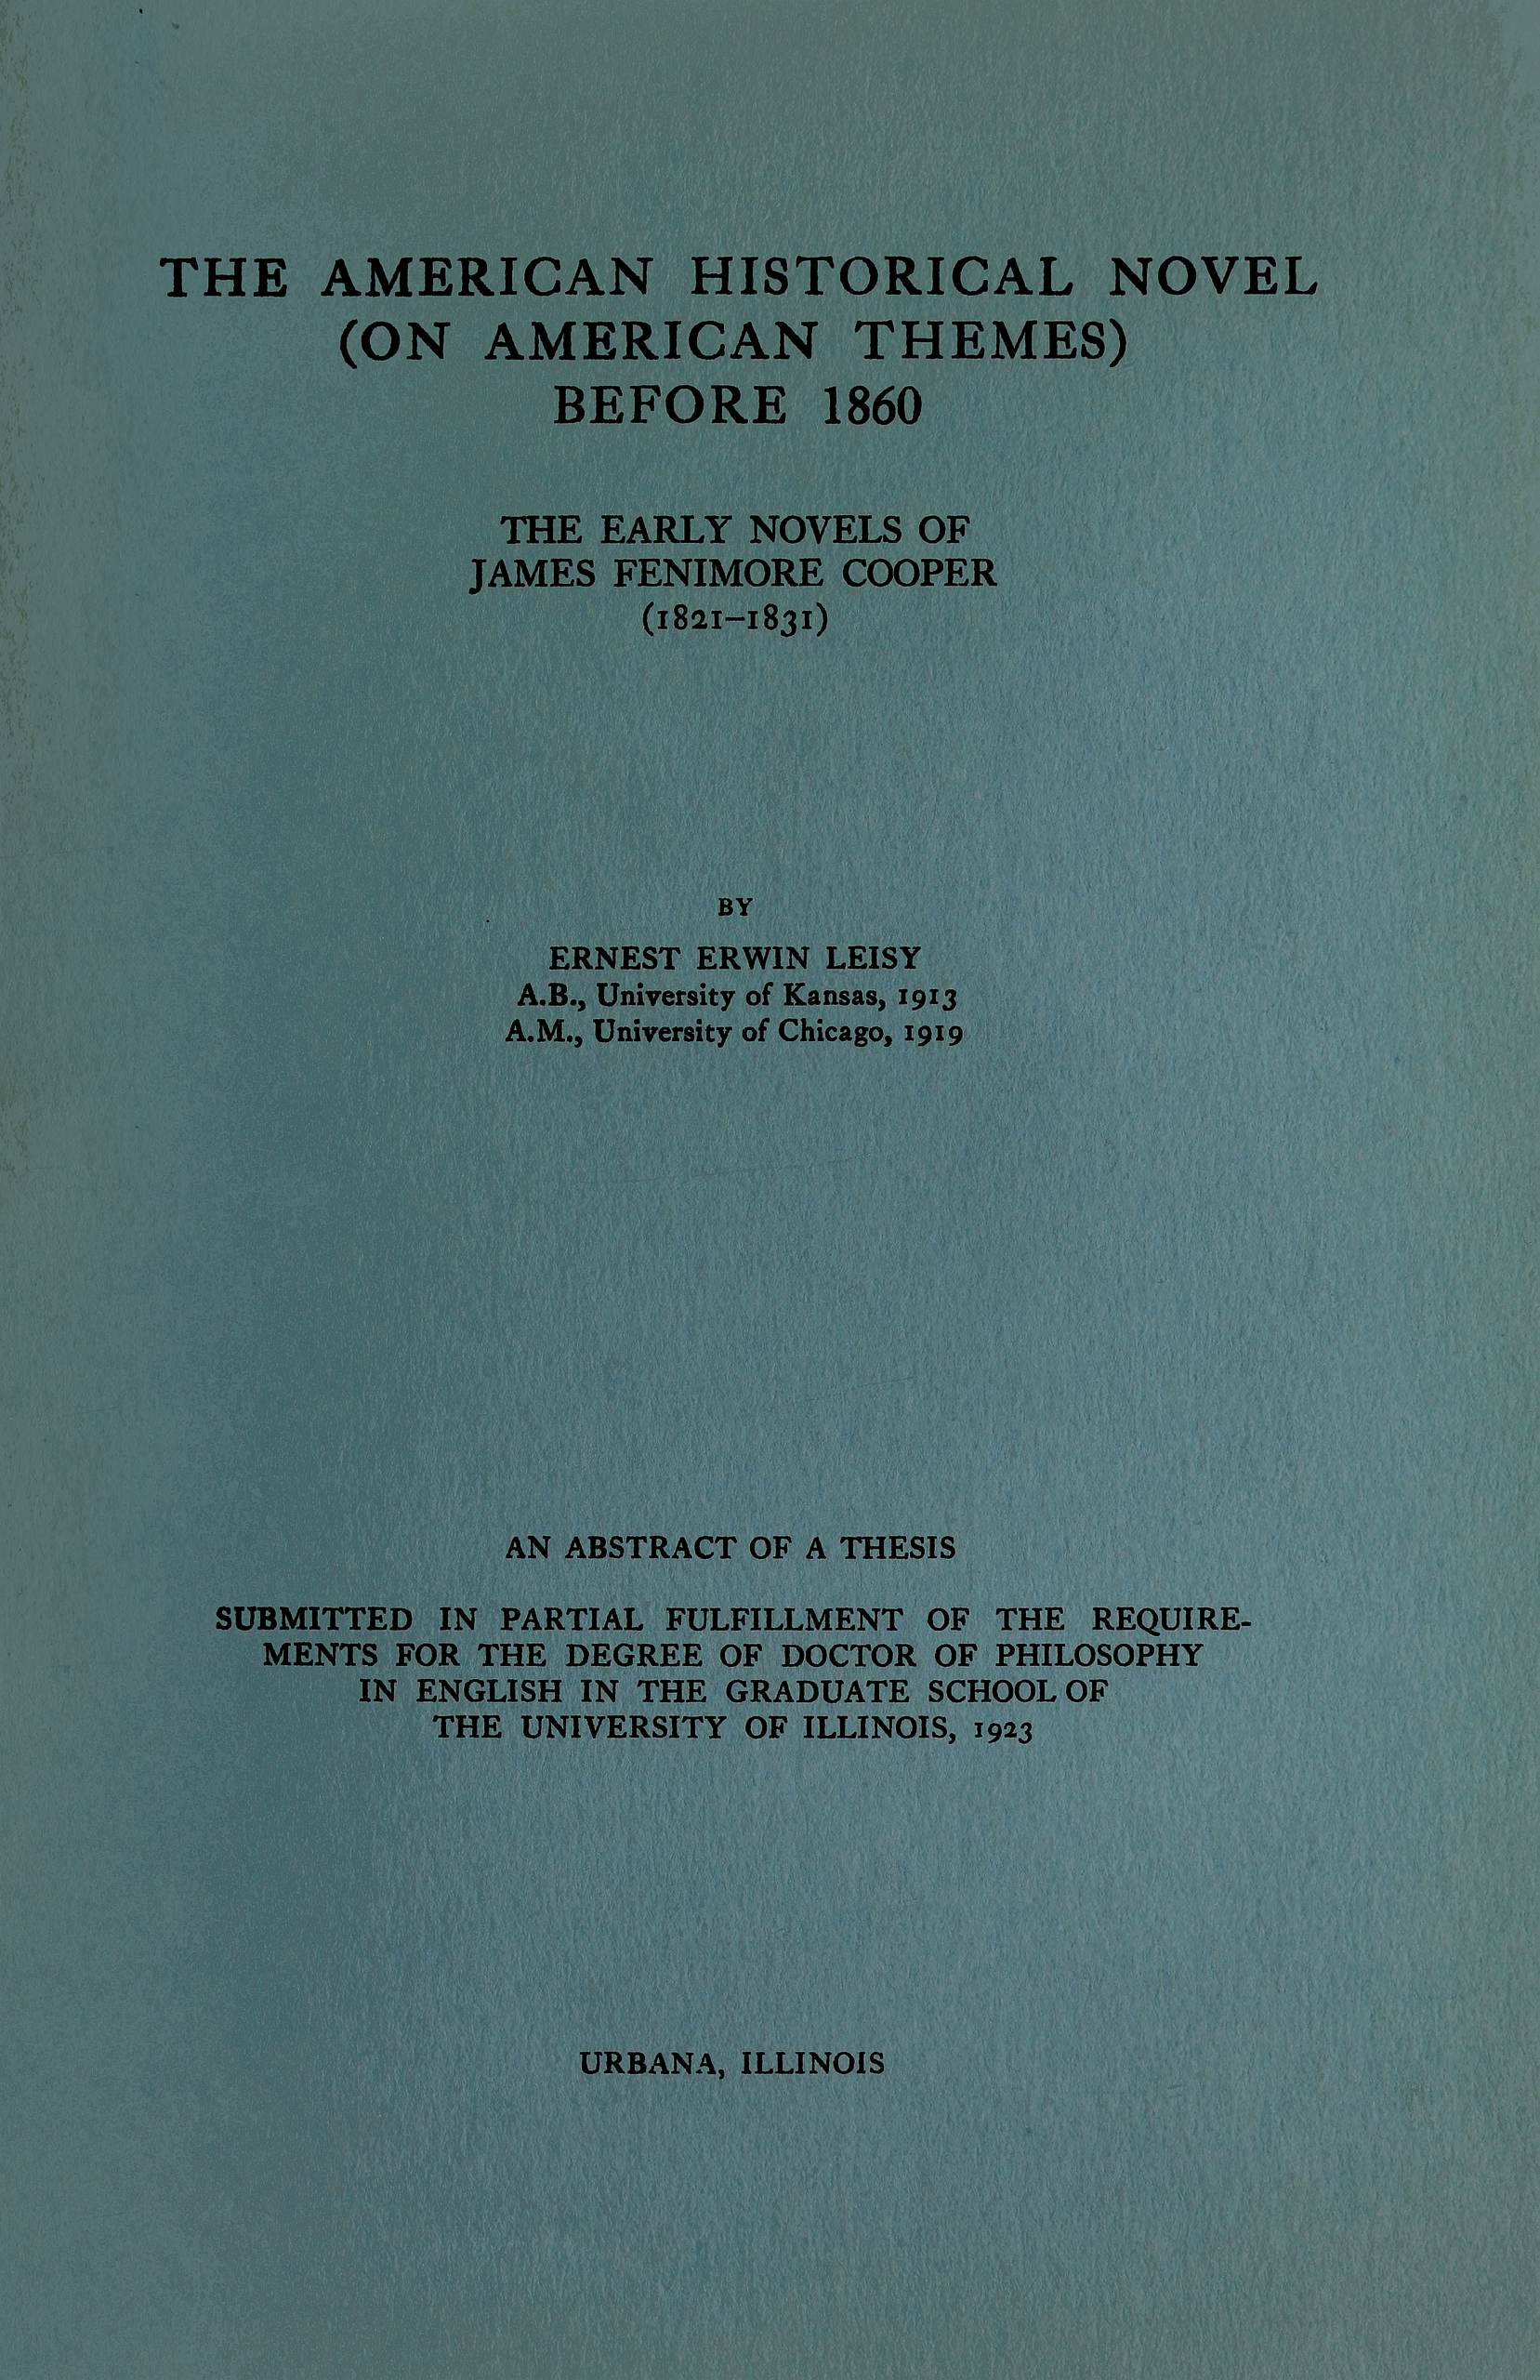 THE AMERICAN HISTORICAL NOVEL
(ON AMERICAN THEMES)
BEFORE 1860
THE EARLY NOVELS OF
JAMES FENIMORE COOPER
(1821–1831)
BY
ERNEST ERWIN LEISY
A.B., University of Kansas, 1913
A.M., University of Chicago, 1919
AN ABSTRACT OF A THESIS
SUBMITTED IN PARTIAL FULFILLMENT OF THE REQUIRE-
MENTS FOR THE DEGREE OF DOCTOR OF PHILOSOPHY
IN ENGLISH IN THE GRADUATE SCHOOL OF
THE UNIVERSITY OF ILLINOIS, 1923
URBANA, ILLINOIS